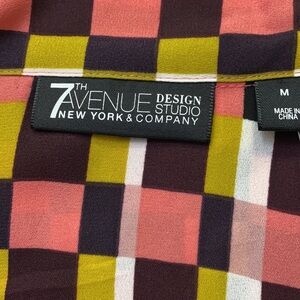 7TH AVENUE DESIGN STUDIO
NEW YORK & COMPANY
M
MADE IN
CHINA